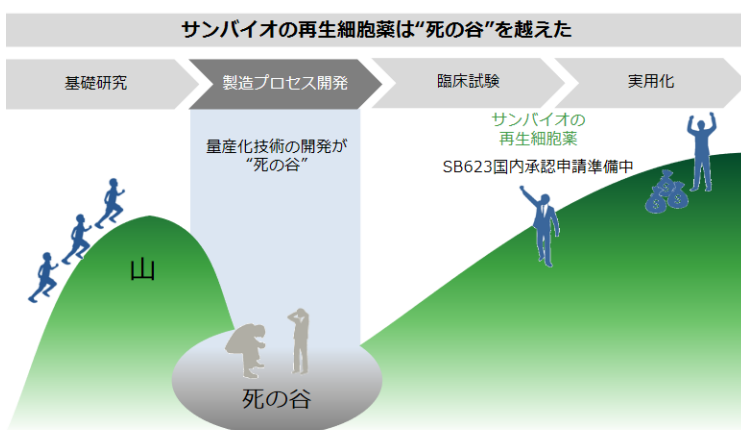 サンバイオの再生細胞薬は“死の谷”を越えた
基礎研究
製造プロセス開発
臨床試験
実用化
量産化技術の開発が
“死の谷”
サンバイオの
再生細胞薬
SB623国内承認申請準備中
山
死の谷